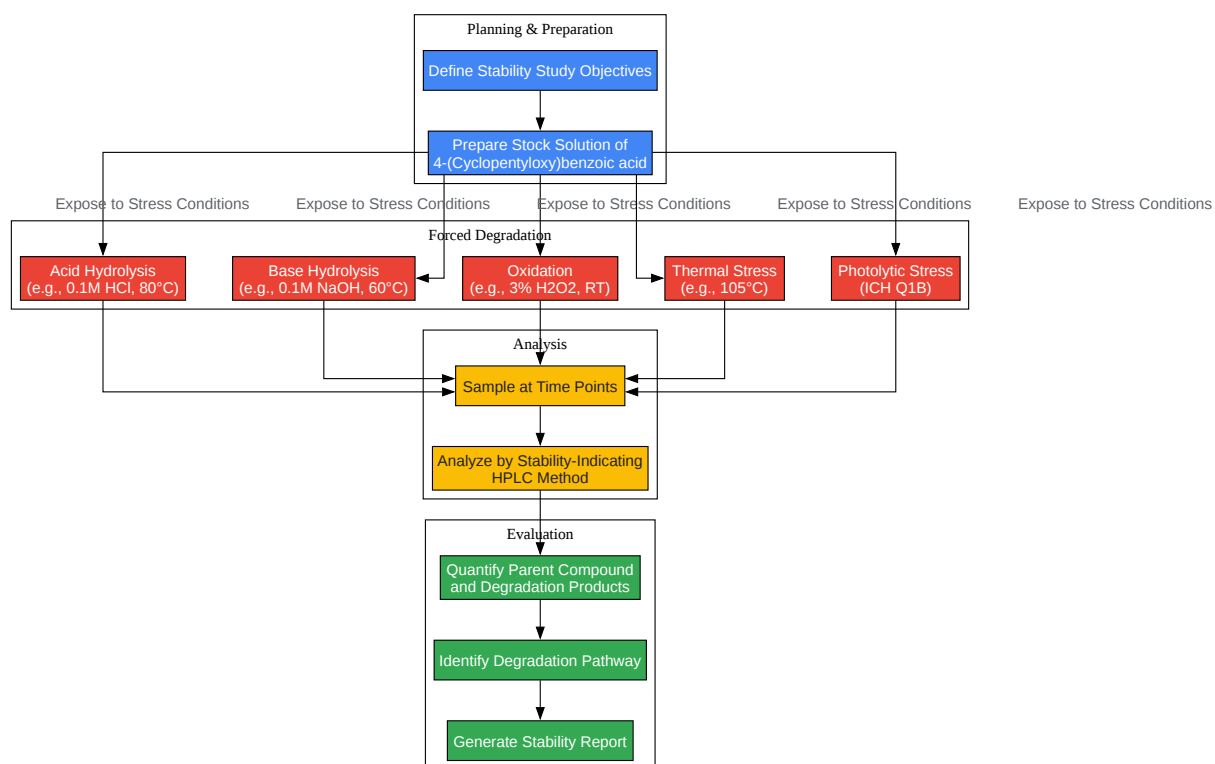 Planning & Preparation
Define Stability Study Objectives
Prepare Stock Solution of
4-(Cyclopentyloxy)benzoic acid
Expose to Stress Conditions
Expose to Stress Conditions
Expose to Stress Conditions
Expose to Stress Conditions
Expose to Stress Conditions
Forced Degradation
Acid Hydrolysis
(e.g., 0.1M HCl, 80°C)
Base Hydrolysis
(e.g., 0.1M NaOH, 60°C)
Oxidation
(e.g., 3% H2O2, RT)
Thermal Stress
(e.g., 105°C)
Photolytic Stress
(ICH Q1B)
Analysis
Sample at Time Points
Analyze by Stability-Indicating
HPLC Method
Evaluation
Quantify Parent Compound
and Degradation Products
Identify Degradation Pathway
Generate Stability Report